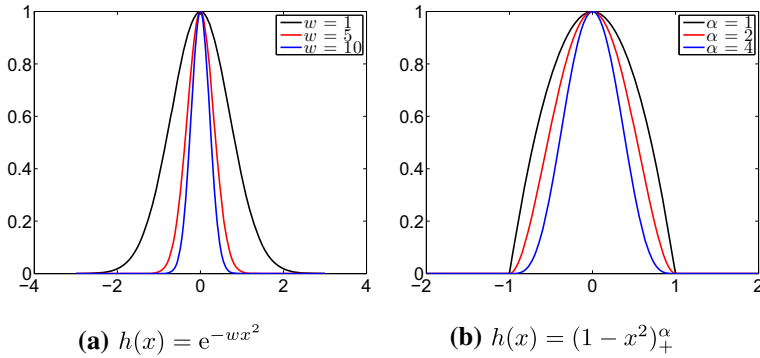 1
0.8
0.6
0.4
0.2
0
−4 −2 0 2 4
w = 1
w = 5
w = 10
(a) h(x) = e^{−wx^2}
1
0.8
0.6
0.4
0.2
0
−2 −1 0 1 2
α = 1
α = 2
α = 4
(b) h(x) = (1 − x^2)_+^α